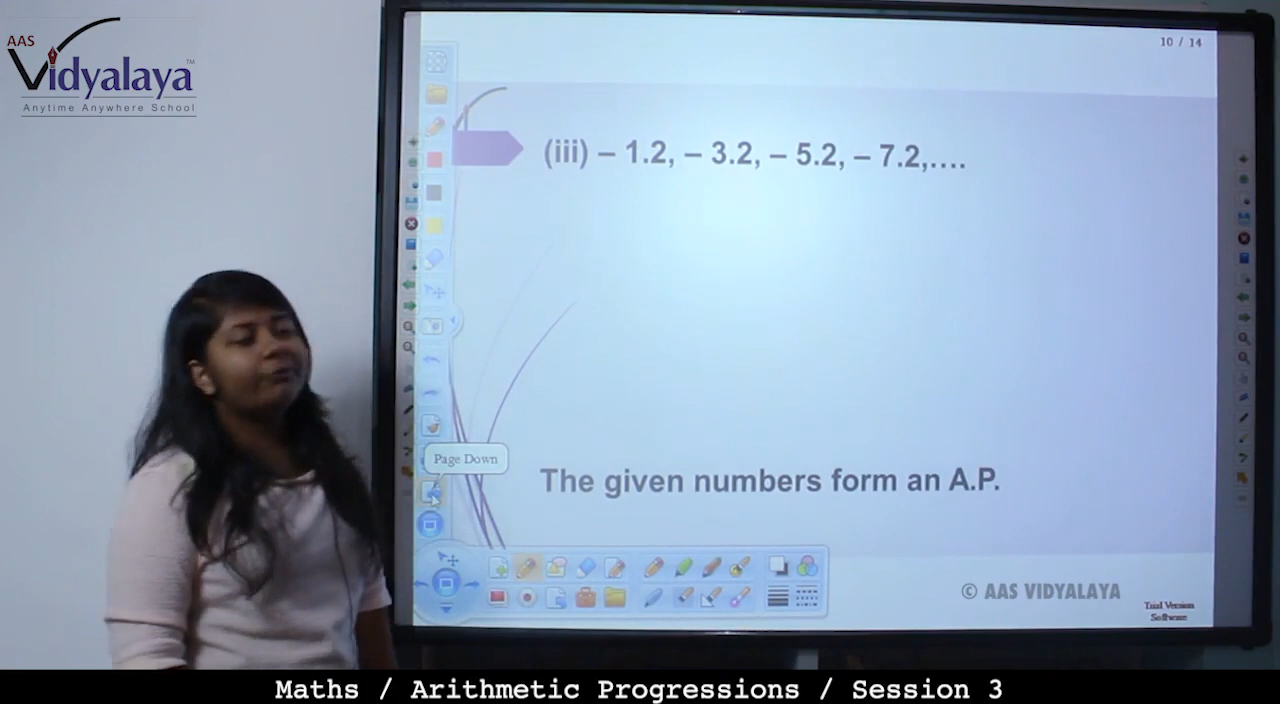 AAS
Vidyalaya
TM
Anytime Anywhere School
10 / 14
(iii) – 1.2, – 3.2, – 5.2, – 7.2,....
Page Down
The given numbers form an A.P.
© AAS VIDYALAYA
Trial Version
Software
Maths / Arithmetic Progressions / Session 3